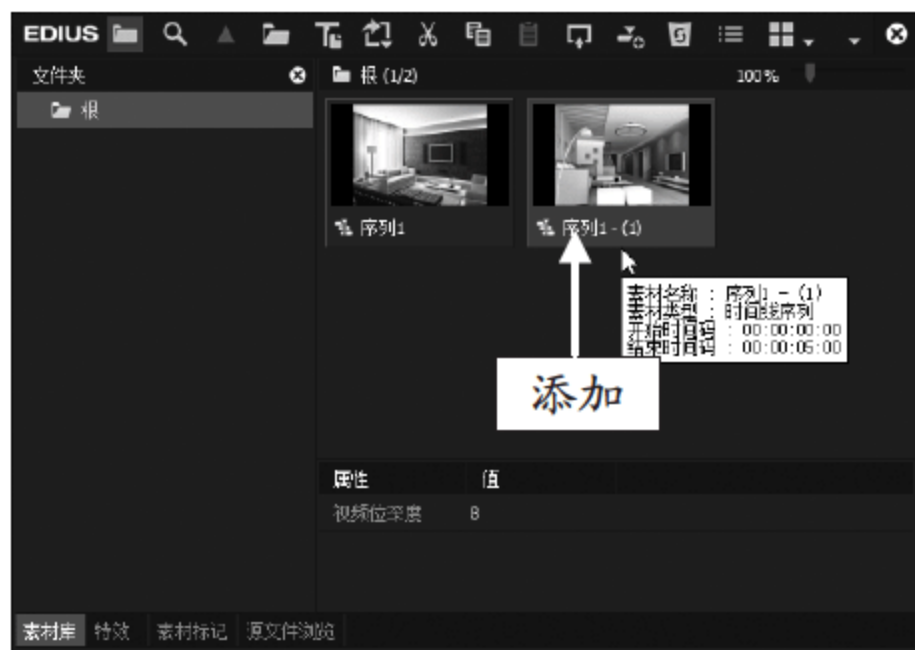 EDIUS
文件夹
根 (1/2)
100%
根
序列1
序列1-(1)
素材名称 : 序列1 - (1)
素材类型 : 时间线序列
开始时间码 : 00:00:00:00
结束时间码 : 00:00:05:00
添加
属性 值
视频位深度 8
素材库 特效 素材标记 源文件浏览